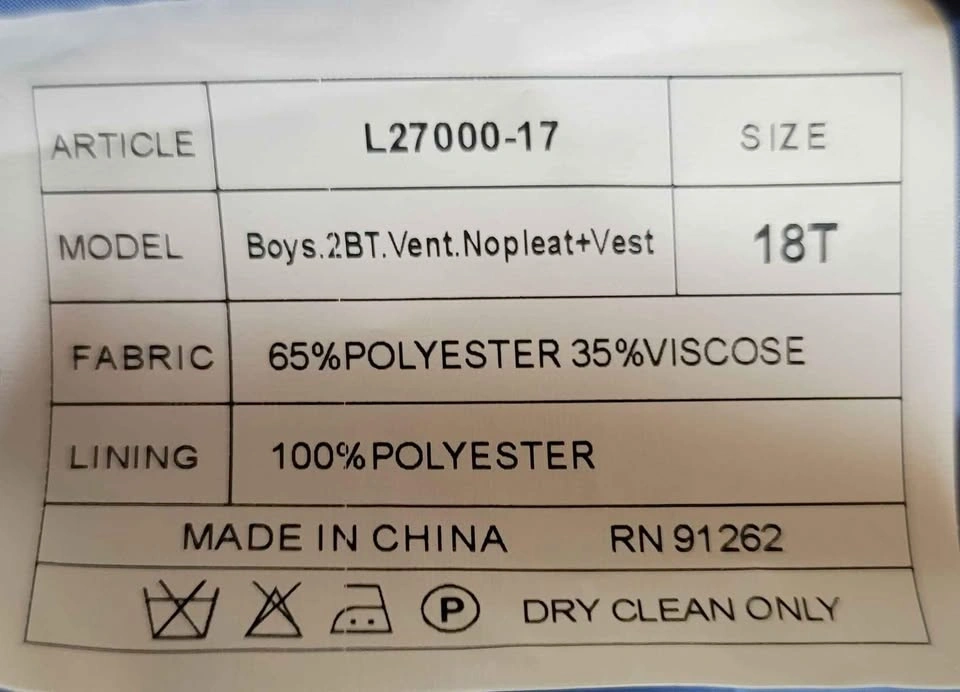 ARTICLE L27000-17 SIZE
MODEL Boys.2BT.Vent.Nopleat+Vest 18T
FABRIC 65%POLYESTER 35%VISCOSE
LINING 100%POLYESTER
MADE IN CHINA RN 91262
P DRY CLEAN ONLY